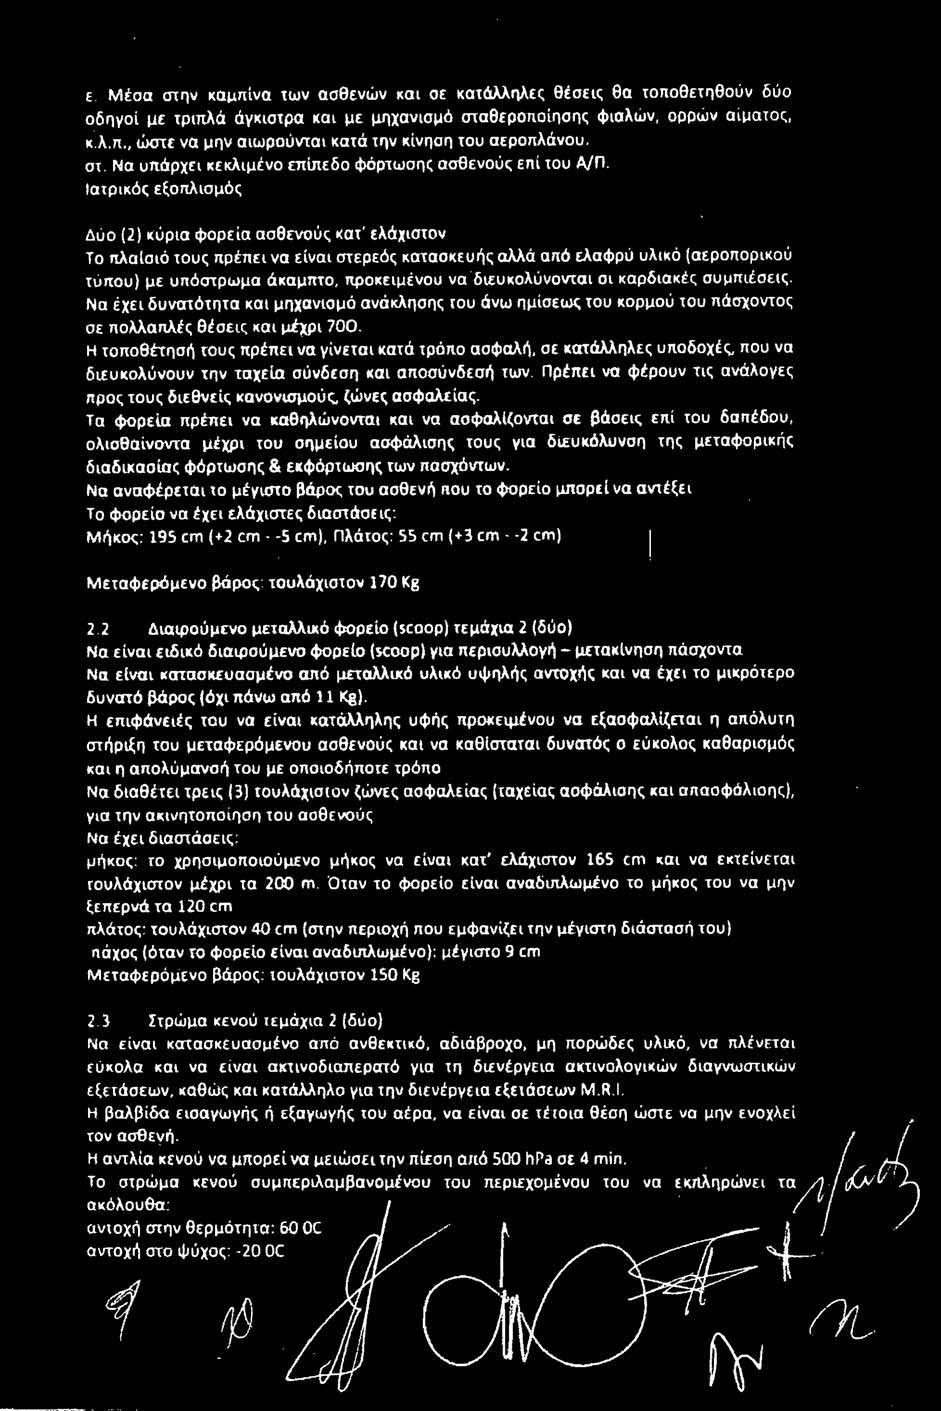 ε. Μέσα στην καμπίνα των ασθενών και σε κατάλληλες θέσεις θα τοποθετηθούν δύο
οδηγοί με τριπλά άγκιστρα και με μηχανισμό σταθεροποίησης φιαλών, ορρών αίματος,
κ.λ.π., ώστε να μην αιωρούνται κατά την κίνηση του αεροπλάνου.
στ. Να υπάρχει κεκλιμένο επίπεδο φόρτωσης ασθενούς επί του Α/Π.
Ιατρικός εξοπλισμός
Δύο (2) κύρια φορεία ασθενούς κατ' ελάχιστον
Το πλαίσιό τους πρέπει να είναι στερεός κατασκευής αλλά από ελαφρύ υλικό (αεροπορικού
τύπου) με υπόστρωμα άκαμπτο, προκειμένου να διευκολύνονται οι καρδιακές συμπιέσεις.
Να έχει δυνατότητα και μηχανισμό ανάκλησης του άνω ημίσεως του κορμού του πάσχοντος
σε πολλαπλές θέσεις και μέχρι 70Ο.
Η τοποθέτησή τους πρέπει να γίνεται κατά τρόπο ασφαλή, σε κατάλληλες υποδοχές, που να
διευκολύνουν την ταχεία σύνδεση και αποσύνδεσή των. Πρέπει να φέρουν τις ανάλογες
προς τους διεθνείς κανονισμούς, ζώνες ασφαλείας.
Τα φορεία πρέπει να καθηλώνονται και να ασφαλίζονται σε βάσεις επί του δαπέδου,
ολισθαίνοντα μέχρι του σημείου ασφάλισης τους για διευκόλυνση της μεταφορικής
διαδικασίας φόρτωσης & εκφόρτωσης των πασχόντων.
Να αναφέρεται το μέγιστο βάρος του ασθενή που το φορείο μπορεί να αντέξει
Το φορείο να έχει ελάχιστες διαστάσεις:
Μήκος: 195 cm (+2 cm - -5 cm), Πλάτος: 55 cm (+3 cm - -2 cm)
Μεταφερόμενο βάρος: τουλάχιστον 170 Kg
2.2 Διαιρούμενο μεταλλικό φορείο (scoop) τεμάχια 2 (δύο)
Να είναι ειδικό διαιρούμενο φορείο (scoop) για περισυλλογή – μετακίνηση πάσχοντα
Να είναι κατασκευασμένο από μεταλλικό υλικό υψηλής αντοχής και να έχει το μικρότερο
δυνατό βάρος (όχι πάνω από 11 Kg).
Η επιφάνειές του να είναι κατάλληλης υφής προκειμένου να εξασφαλίζεται η απόλυτη
στήριξη του μεταφερόμενου ασθενούς και να καθίσταται δυνατός ο εύκολος καθαρισμός
και η απολύμανσή του με οποιοδήποτε τρόπο
Να διαθέτει τρεις (3) τουλάχιστον ζώνες ασφαλείας (ταχείας ασφάλισης και απασφάλισης),
για την ακινητοποίηση του ασθενούς
Να έχει διαστάσεις:
μήκος: το χρησιμοποιούμενο μήκος να είναι κατ' ελάχιστον 165 cm και να εκτείνεται
τουλάχιστον μέχρι τα 200 m. Όταν το φορείο είναι αναδιπλωμένο το μήκος του να μην
ξεπερνά τα 120 cm
πλάτος: τουλάχιστον 40 cm (στην περιοχή που εμφανίζει την μέγιστη διάστασή του)
πάχος (όταν το φορείο είναι αναδιπλωμένο): μέγιστο 9 cm
Μεταφερόμενο βάρος: τουλάχιστον 150 Kg
2.3 Στρώμα κενού τεμάχια 2 (δύο)
Να είναι κατασκευασμένο από ανθεκτικό, αδιάβροχο, μη πορώδες υλικό, να πλένεται
εύκολα και να είναι ακτινοδιαπερατό για τη διενέργεια ακτινολογικών διαγνωστικών
εξετάσεων, καθώς και κατάλληλο για την διενέργεια εξετάσεων M.R.I.
Η βαλβίδα εισαγωγής ή εξαγωγής του αέρα, να είναι σε τέτοια θέση ώστε να μην ενοχλεί
τον ασθενή.
Η αντλία κενού να μπορεί να μειώσει την πίεση από 500 hPa σε 4 min.
Το στρώμα κενού συμπεριλαμβανομένου του περιεχομένου του να εκπληρώνει τα
ακόλουθα:
αντοχή στην θερμότητα: 60 0C
αντοχή στο ψύχος: -20 0C